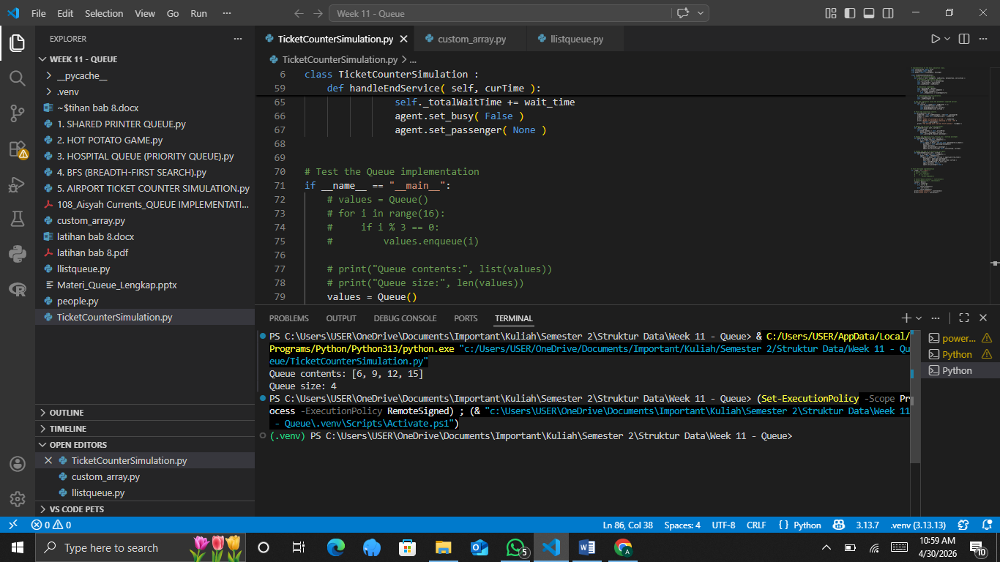 File Edit Selection View Go Run ···
Week 11 - Queue
EXPLORER ···
WEEK 11 - QUEUE
__pycache__
.venv
~$tihan bab 8.docx
1. SHARED PRINTER QUEUE.py
2. HOT POTATO GAME.py
3. HOSPITAL QUEUE (PRIORITY QUEUE).py
4. BFS (BREADTH-FIRST SEARCH).py
5. AIRPORT TICKET COUNTER SIMULATION.py
108_Aisyah Currents_QUEUE IMPLEMENTATI...
custom_array.py
latihan bab 8.docx
latihan bab 8.pdf
llistqueue.py
Materi_Queue_Lengkap.pptx
people.py
TicketCounterSimulation.py
OUTLINE
TIMELINE
OPEN EDITORS
TicketCounterSimulation.py
custom_array.py
llistqueue.py
VS CODE PETS
TicketCounterSimulation.py custom_array.py llistqueue.py
TicketCounterSimulation.py > ...
6 class TicketCounterSimulation :
59 def handleEndService( self, curTime ):
65 self._totalWaitTime += wait_time
66 agent.set_busy( False )
67 agent.set_passenger( None )
68
69
70 # Test the Queue implementation
71 if __name__ == "__main__":
72 # values = Queue()
73 # for i in range(16):
74 #     if i % 3 == 0:
75 #         values.enqueue(i)
76
77 # print("Queue contents:", list(values))
78 # print("Queue size:", len(values))
79 values = Queue()
PROBLEMS OUTPUT DEBUG CONSOLE PORTS TERMINAL
PS C:\Users\USER\OneDrive\Documents\Important\Kuliah\Semester 2\Struktur Data\Week 11 - Queue> & C:/Users/USER/AppData/Local/
Programs/Python/Python313/python.exe "c:/Users/USER/OneDrive/Documents/Important/Kuliah/Semester 2/Struktur Data/Week 11 - Qu
eue/TicketCounterSimulation.py"
Queue contents: [6, 9, 12, 15]
Queue size: 4
PS C:\Users\USER\OneDrive\Documents\Important\Kuliah\Semester 2\Struktur Data\Week 11 - Queue> (Set-ExecutionPolicy -Scope Pr
ocess -ExecutionPolicy RemoteSigned) ; (& "c:\Users\USER\OneDrive\Documents\Important\Kuliah\Semester 2\Struktur Data\Week 11
 - Queue\.venv\Scripts\Activate.ps1")
(.venv) PS C:\Users\USER\OneDrive\Documents\Important\Kuliah\Semester 2\Struktur Data\Week 11 - Queue>
power...
Python
Python
0 0 Ln 86, Col 38 Spaces: 4 UTF-8 CRLF { } Python 3.13.7 .venv (3.13.13)
Type here to search
5
10:59 AM
4/30/2026
10